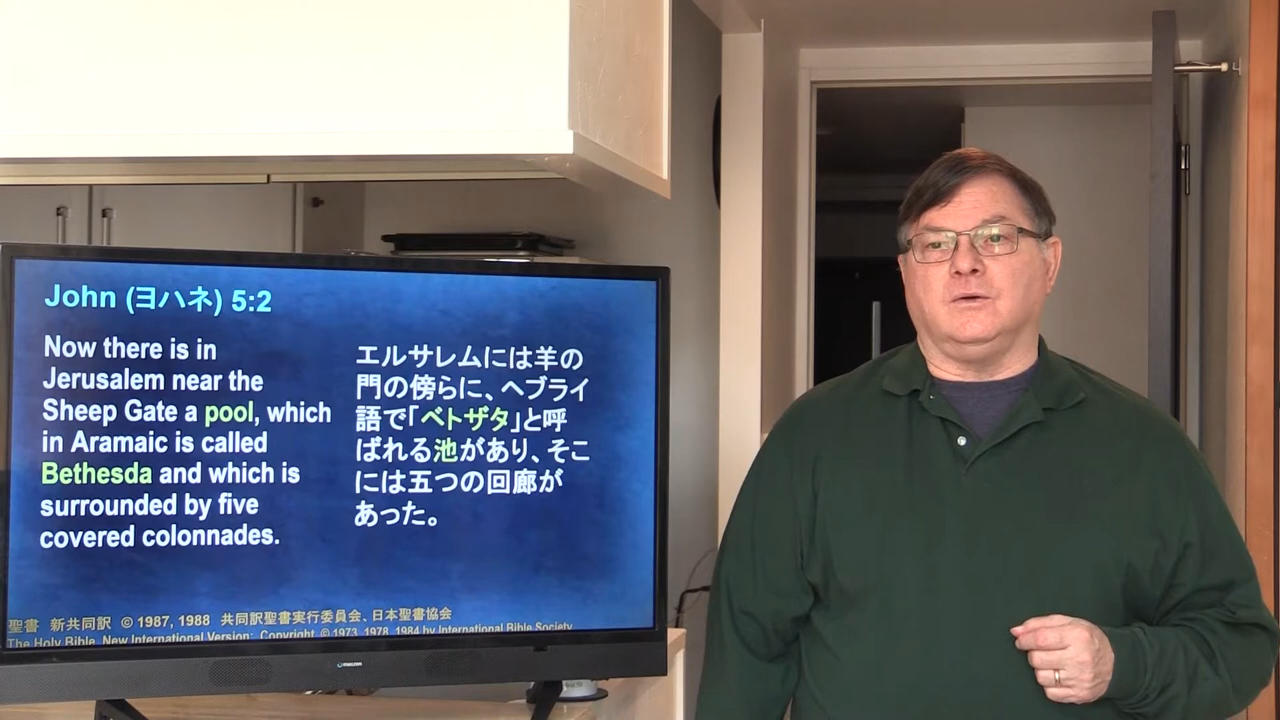 John (ヨハネ) 5:2
Now there is in
Jerusalem near the
Sheep Gate a pool, which
in Aramaic is called
Bethesda and which is
surrounded by five
covered colonnades.
エルサレムには羊の
門の傍らに、ヘブライ
語で「ベトザタ」と呼
ばれる池があり、そこ
には五つの回廊が
あった。
聖書 新共同訳 © 1987, 1988 共同訳聖書実行委員会、日本聖書協会
The Holy Bible, New International Version: Copyright © 1973, 1978, 1984 by International Bible Society